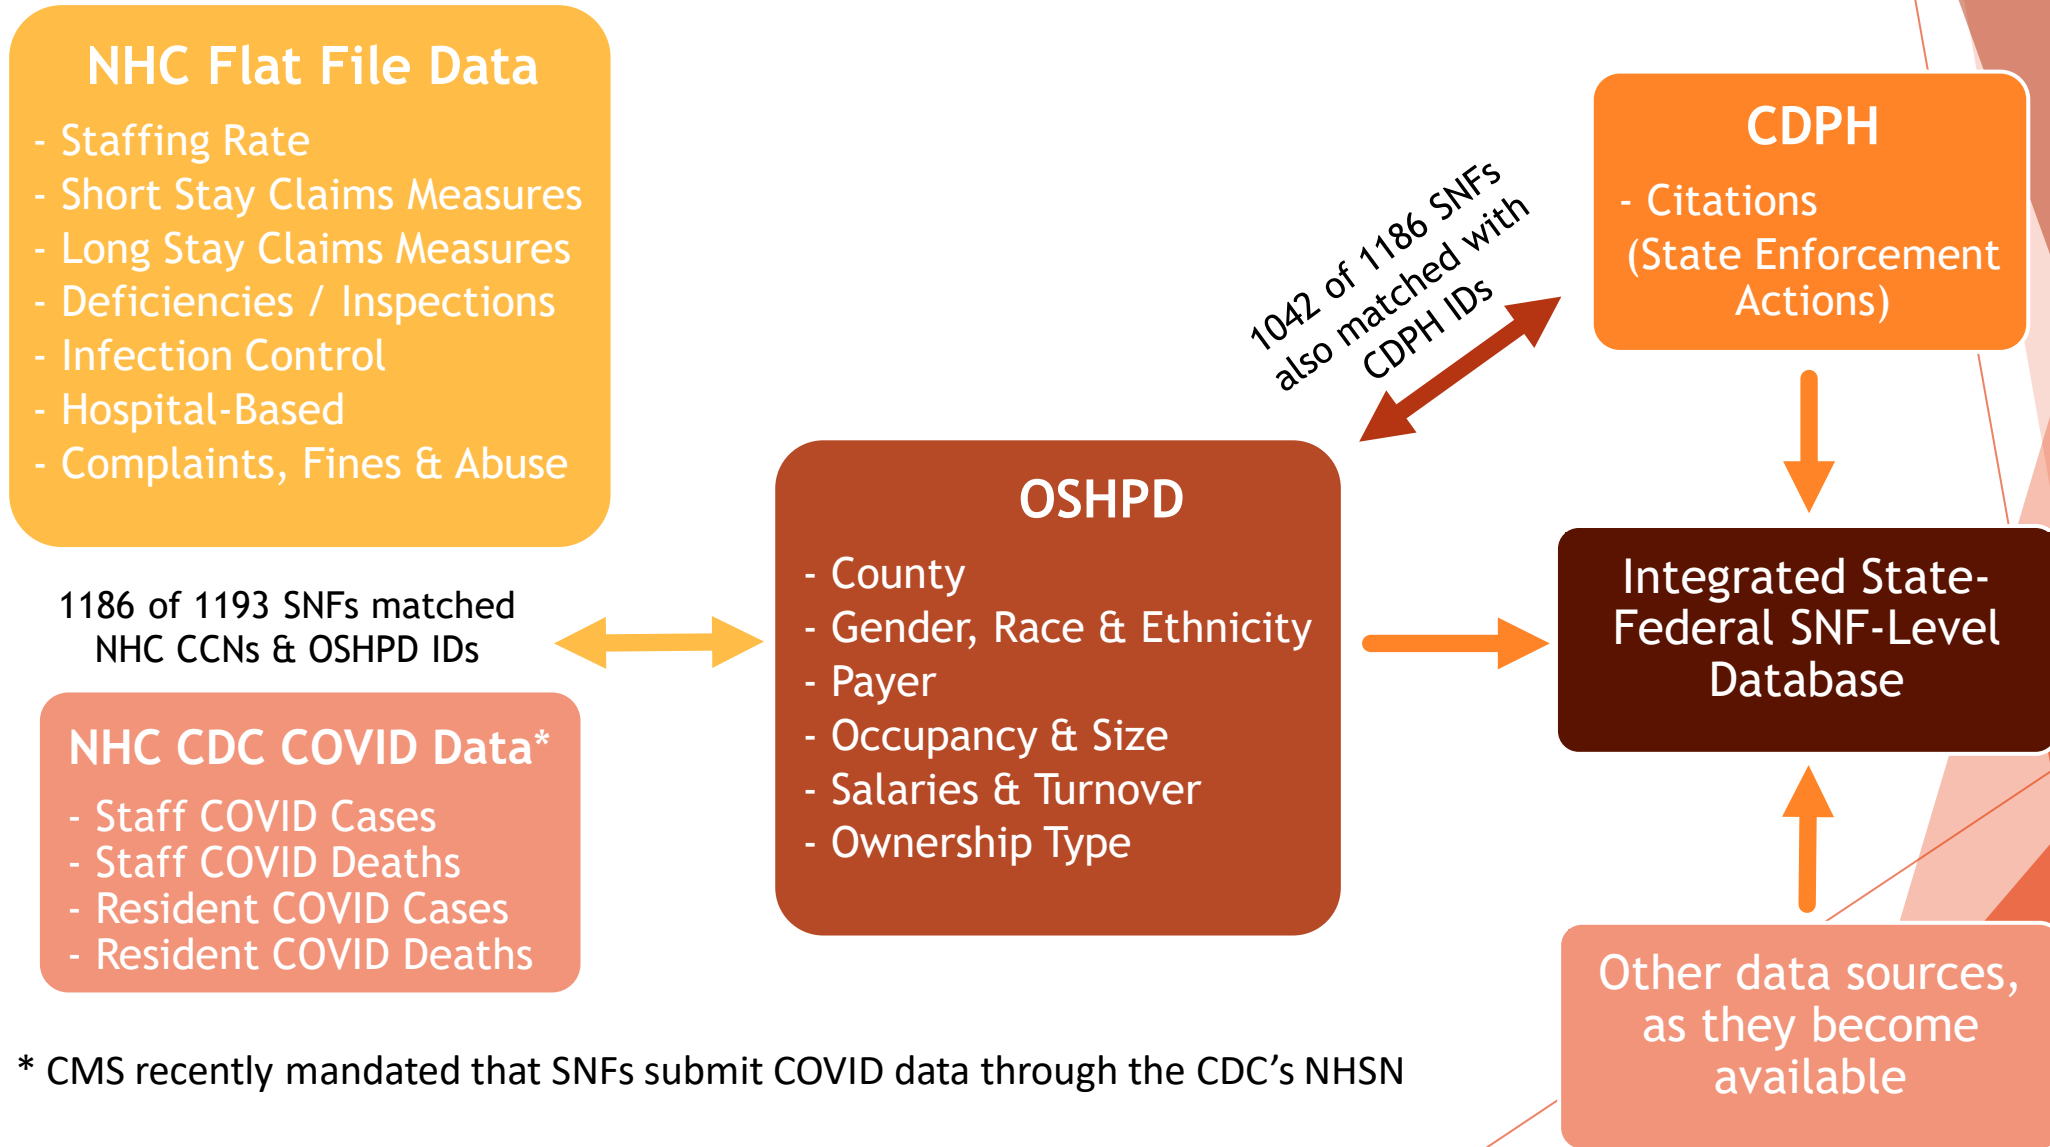 NHC Flat File Data
- Staffing Rate
- Short Stay Claims Measures
- Long Stay Claims Measures
- Deficiencies / Inspections
- Infection Control
- Hospital-Based
- Complaints, Fines & Abuse
1186 of 1193 SNFs matched
NHC CCNs & OSHPD IDs
NHC CDC COVID Data*
- Staff COVID Cases
- Staff COVID Deaths
- Resident COVID Cases
- Resident COVID Deaths
OSHPD
- County
- Gender, Race & Ethnicity
- Payer
- Occupancy & Size
- Salaries & Turnover
- Ownership Type
1042 of 1186 SNFs
also matched with
CDPH IDs
CDPH
- Citations
(State Enforcement
Actions)
Integrated State-
Federal SNF-Level
Database
Other data sources,
as they become
available
* CMS recently mandated that SNFs submit COVID data through the CDC’s NHSN